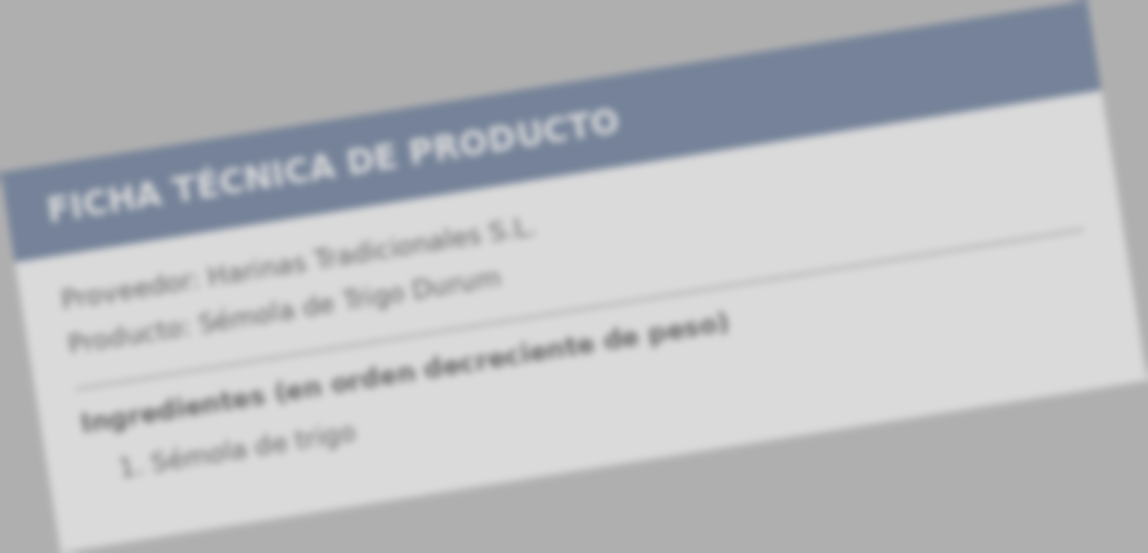 FICHA TÉCNICA DE PRODUCTO
Proveedor: Harinas Tradicionales S.L.
Producto: Sémola de Trigo Durum
Ingredientes (en orden decreciente de peso)
1. Sémola de trigo